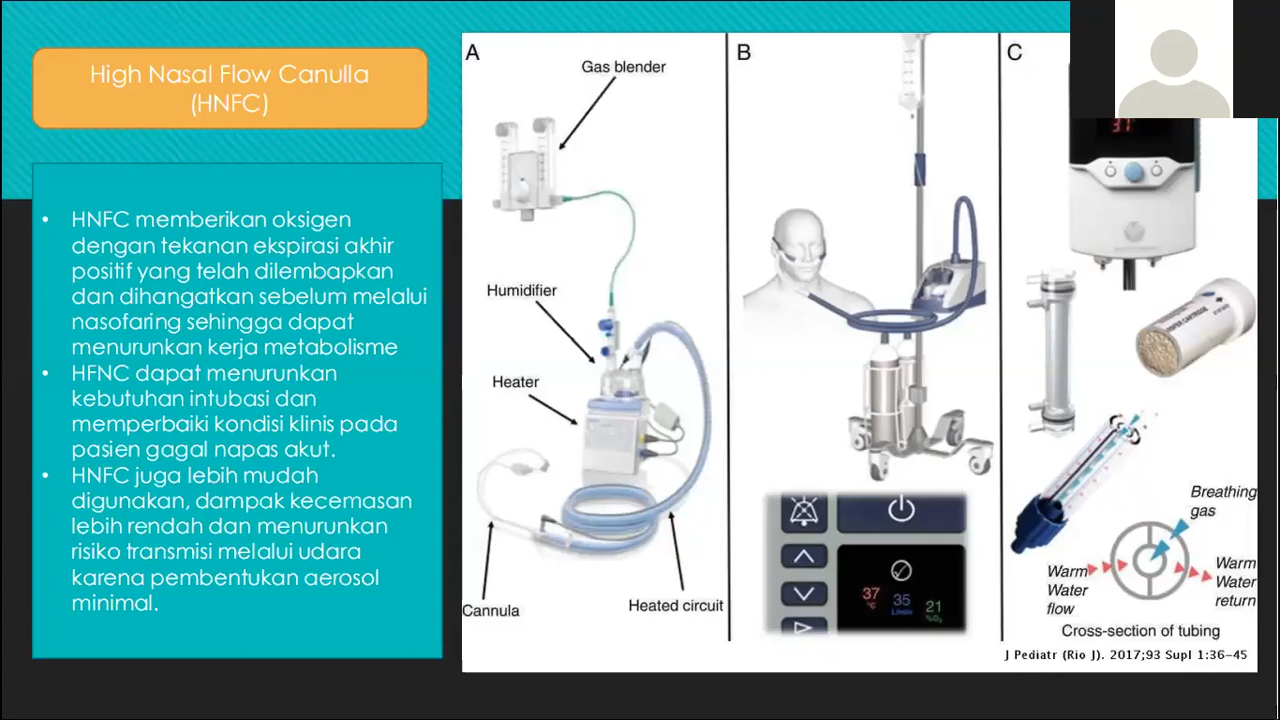 High Nasal Flow Canulla
(HNFC)
• HNFC memberikan oksigen
dengan tekanan ekspirasi akhir
positif yang telah dilembapkan
dan dihangatkan sebelum melalui
nasofaring sehingga dapat
menurunkan kerja metabolisme
• HFNC dapat menurunkan
kebutuhan intubasi dan
memperbaiki kondisi klinis pada
pasien gagal napas akut.
• HNFC juga lebih mudah
digunakan, dampak kecemasan
lebih rendah dan menurunkan
risiko transmisi melalui udara
karena pembentukan aerosol
minimal.
A
Gas blender
Humidifier
Heater
Cannula
Heated circuit
B
37
°C
35
L/min
21
%O₂
C
37°
CARTRIDGE
Breathing
gas
Warm
Water
flow
Warm
Water
return
Cross-section of tubing
J Pediatr (Rio J). 2017;93 Supl 1:36–45